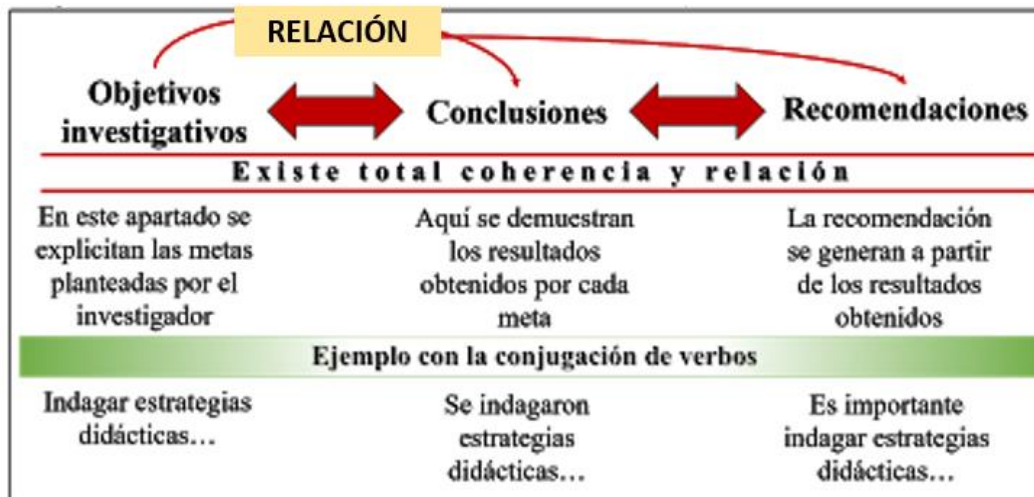 RELACIÓN
Objetivos
investigativos
Conclusiones
Recomendaciones
Existe total coherencia y relación
En este apartado se
explicitan las metas
planteadas por el
investigador
Aquí se demuestran
los resultados
obtenidos por cada
meta
La recomendación
se generan a partir
de los resultados
obtenidos
Ejemplo con la conjugación de verbos
Indagar estrategias
didácticas...
Se indagaron
estrategias
didácticas...
Es importante
indagar estrategias
didácticas...